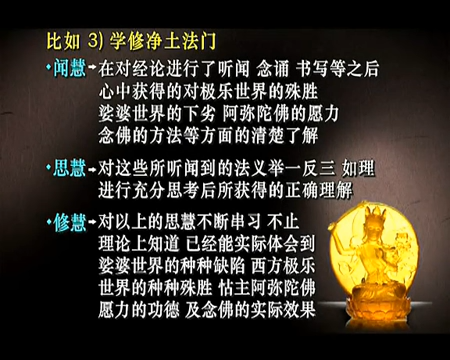 比如 3) 学修净土法门
·闻慧→在对经论进行了听闻 念诵 书写等之后
心中获得的对极乐世界的殊胜
娑婆世界的下劣 阿弥陀佛的愿力
念佛的方法等方面的清楚了解
·思慧→对这些所听闻到的法义举一反三 如理
进行充分思考后所获得的正确理解
·修慧→对以上的思慧不断串习 不止
理论上知道 已经能实际体会到
娑婆世界的种种缺陷 西方极乐
世界的种种殊胜 怙主阿弥陀佛
愿力的功德 及念佛的实际效果